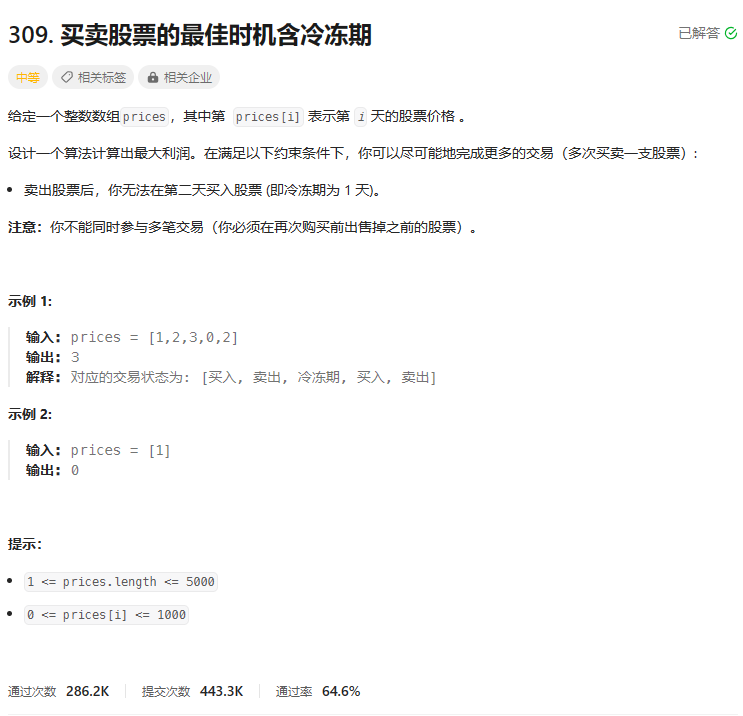 309. 买卖股票的最佳时机含冷冻期
已解答
中等 相关标签 相关企业
给定一个整数数组prices，其中第 prices[i] 表示第 i 天的股票价格 。
设计一个算法计算出最大利润。在满足以下约束条件下，你可以尽可能地完成更多的交易（多次买卖一支股票）:
• 卖出股票后，你无法在第二天买入股票 (即冷冻期为 1 天)。
注意：你不能同时参与多笔交易（你必须在再次购买前出售掉之前的股票）。
示例 1:
输入: prices = [1,2,3,0,2]
输出: 3
解释: 对应的交易状态为: [买入, 卖出, 冷冻期, 买入, 卖出]
示例 2:
输入: prices = [1]
输出: 0
提示：
• 1 <= prices.length <= 5000
• 0 <= prices[i] <= 1000
通过次数 286.2K 提交次数 443.3K 通过率 64.6%